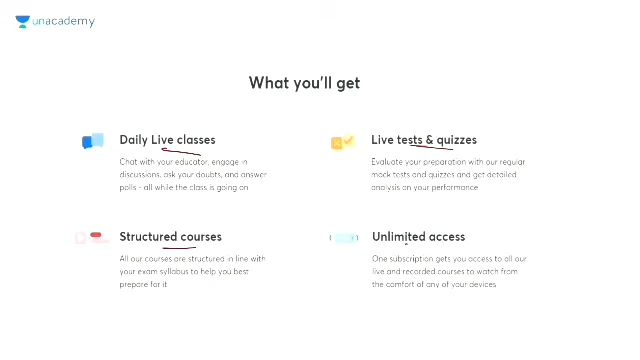 unacademy
What you'll get
Daily Live classes
Chat with your educator, engage in
discussions, ask your doubts, and answer
polls - all while the class is going on
Live tests & quizzes
Evaluate your preparation with our regular
mock tests and quizzes and get detailed
analysis on your performance
Structured courses
All our courses are structured in line with
your exam syllabus to help you best
prepare for it
Unlimited access
One subscription gets you access to all our
live and recorded courses to watch from
the comfort of any of your devices